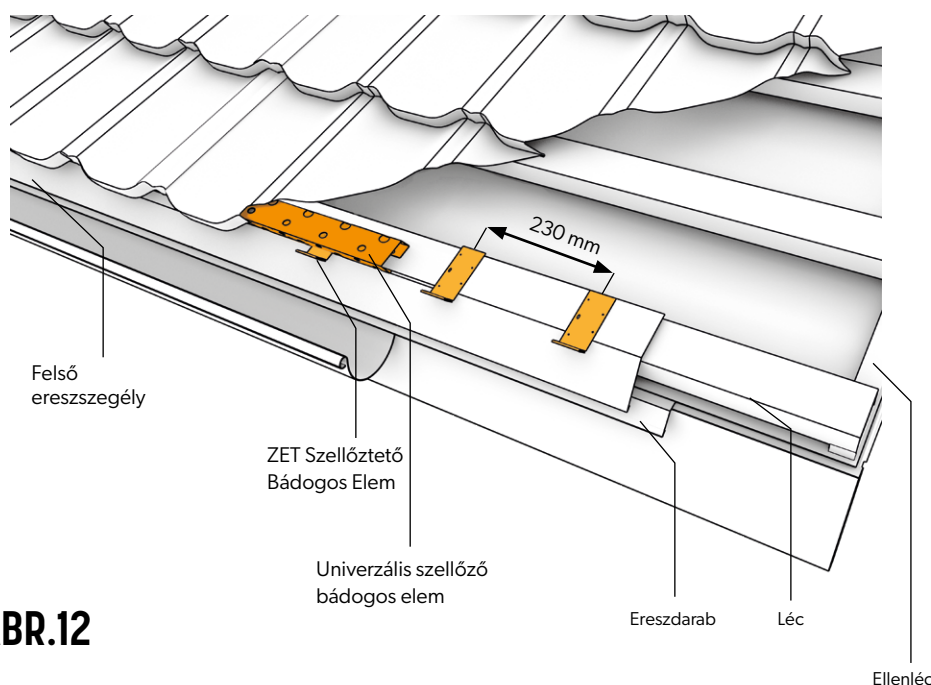 230 mm
Felső
ereszszegély
ZET Szellőztető
Bádogos Elem
Univerzális szellőző
bádogos elem
Ereszdarab
Léc
Ellenléc
BR.12